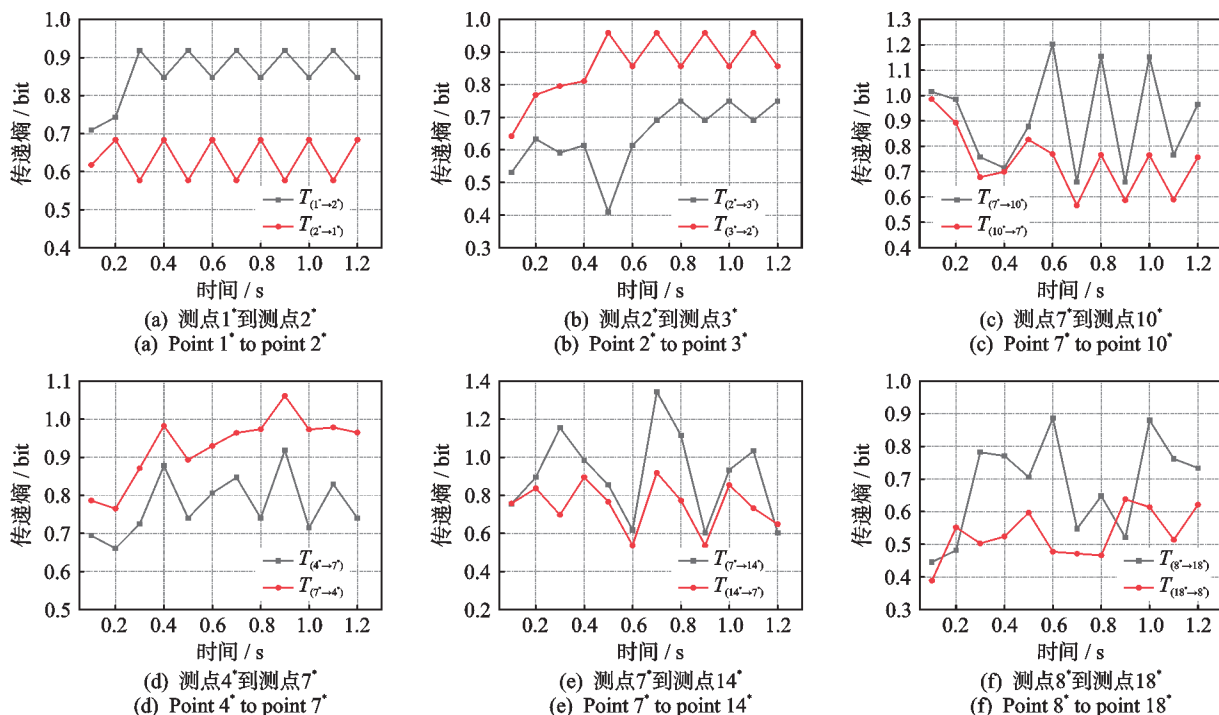 1.0
0.9
0.8
0.7
0.6
0.5
0.4
传递熵 / bit
T(1*→2*)
T(2*→1*)
0.2 0.4 0.6 0.8 1.0 1.2
时间 / s
(a) 测点1*到测点2*
(a) Point 1* to point 2*
1.0
0.9
0.8
0.7
0.6
0.5
0.4
0.3
传递熵 / bit
T(2*→3*)
T(3*→2*)
0.2 0.4 0.6 0.8 1.0 1.2
时间 / s
(b) 测点2*到测点3*
(b) Point 2* to point 3*
1.3
1.2
1.1
1.0
0.9
0.8
0.7
0.6
0.5
0.4
传递熵 / bit
T(7*→10*)
T(10*→7*)
0.2 0.4 0.6 0.8 1.0 1.2
时间 / s
(c) 测点7*到测点10*
(c) Point 7* to point 10*
1.1
1.0
0.9
0.8
0.7
0.6
0.5
传递熵 / bit
T(4*→7*)
T(7*→4*)
0.2 0.4 0.6 0.8 1.0 1.2
时间 / s
(d) 测点4*到测点7*
(d) Point 4* to point 7*
1.4
1.2
1.0
0.8
0.6
0.4
0.2
传递熵 / bit
T(7*→14*)
T(14*→7*)
0.2 0.4 0.6 0.8 1.0 1.2
时间 / s
(e) 测点7*到测点14*
(e) Point 7* to point 14*
1.0
0.9
0.8
0.7
0.6
0.5
0.4
0.3
传递熵 / bit
T(8*→18*)
T(18*→8*)
0.2 0.4 0.6 0.8 1.0 1.2
时间 / s
(f) 测点8*到测点18*
(f) Point 8* to point 18*